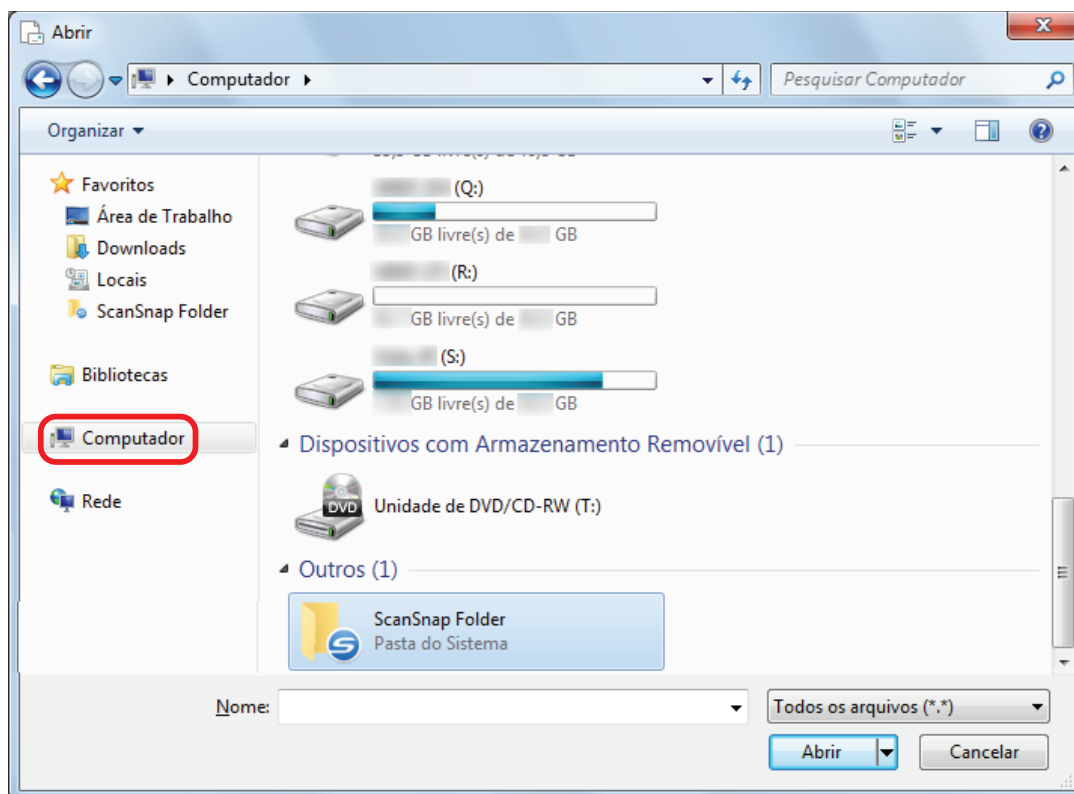 Abrir
Computador
Pesquisar Computador
Organizar
Favoritos
Área de Trabalho
Downloads
Locais
ScanSnap Folder
Bibliotecas
Computador
Rede
(Q:)
GB livre(s) de GB
(R:)
GB livre(s) de GB
(S:)
GB livre(s) de GB
Dispositivos com Armazenamento Removível (1)
DVD
Unidade de DVD/CD-RW (T:)
Outros (1)
ScanSnap Folder
Pasta do Sistema
Nome:
Todos os arquivos (*.*)
Abrir
Cancelar